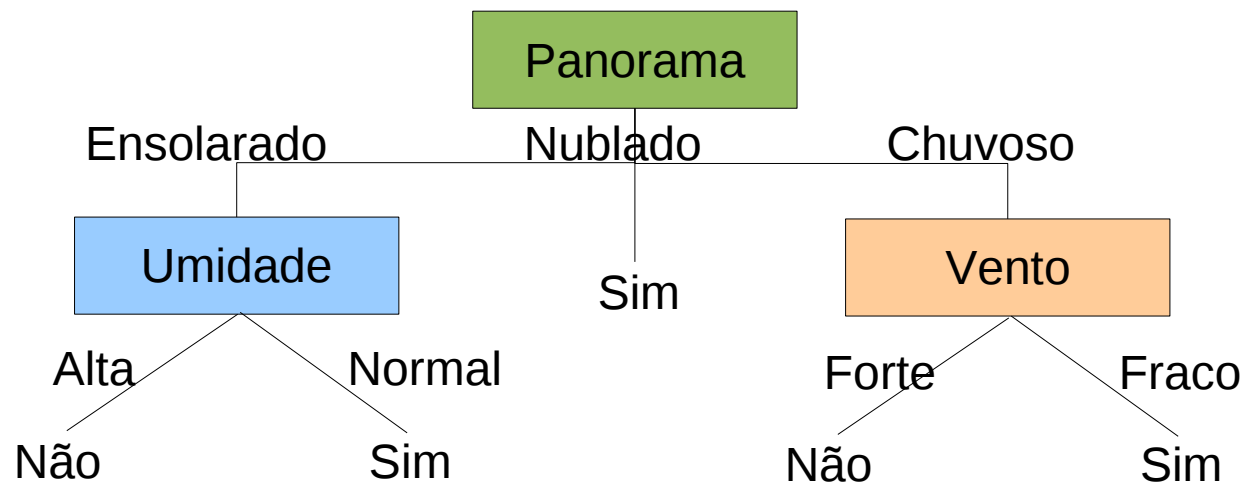 Panorama
Ensolarado Nublado Chuvoso
Umidade Sim Vento
Alta Normal Forte Fraco
Não Sim Não Sim